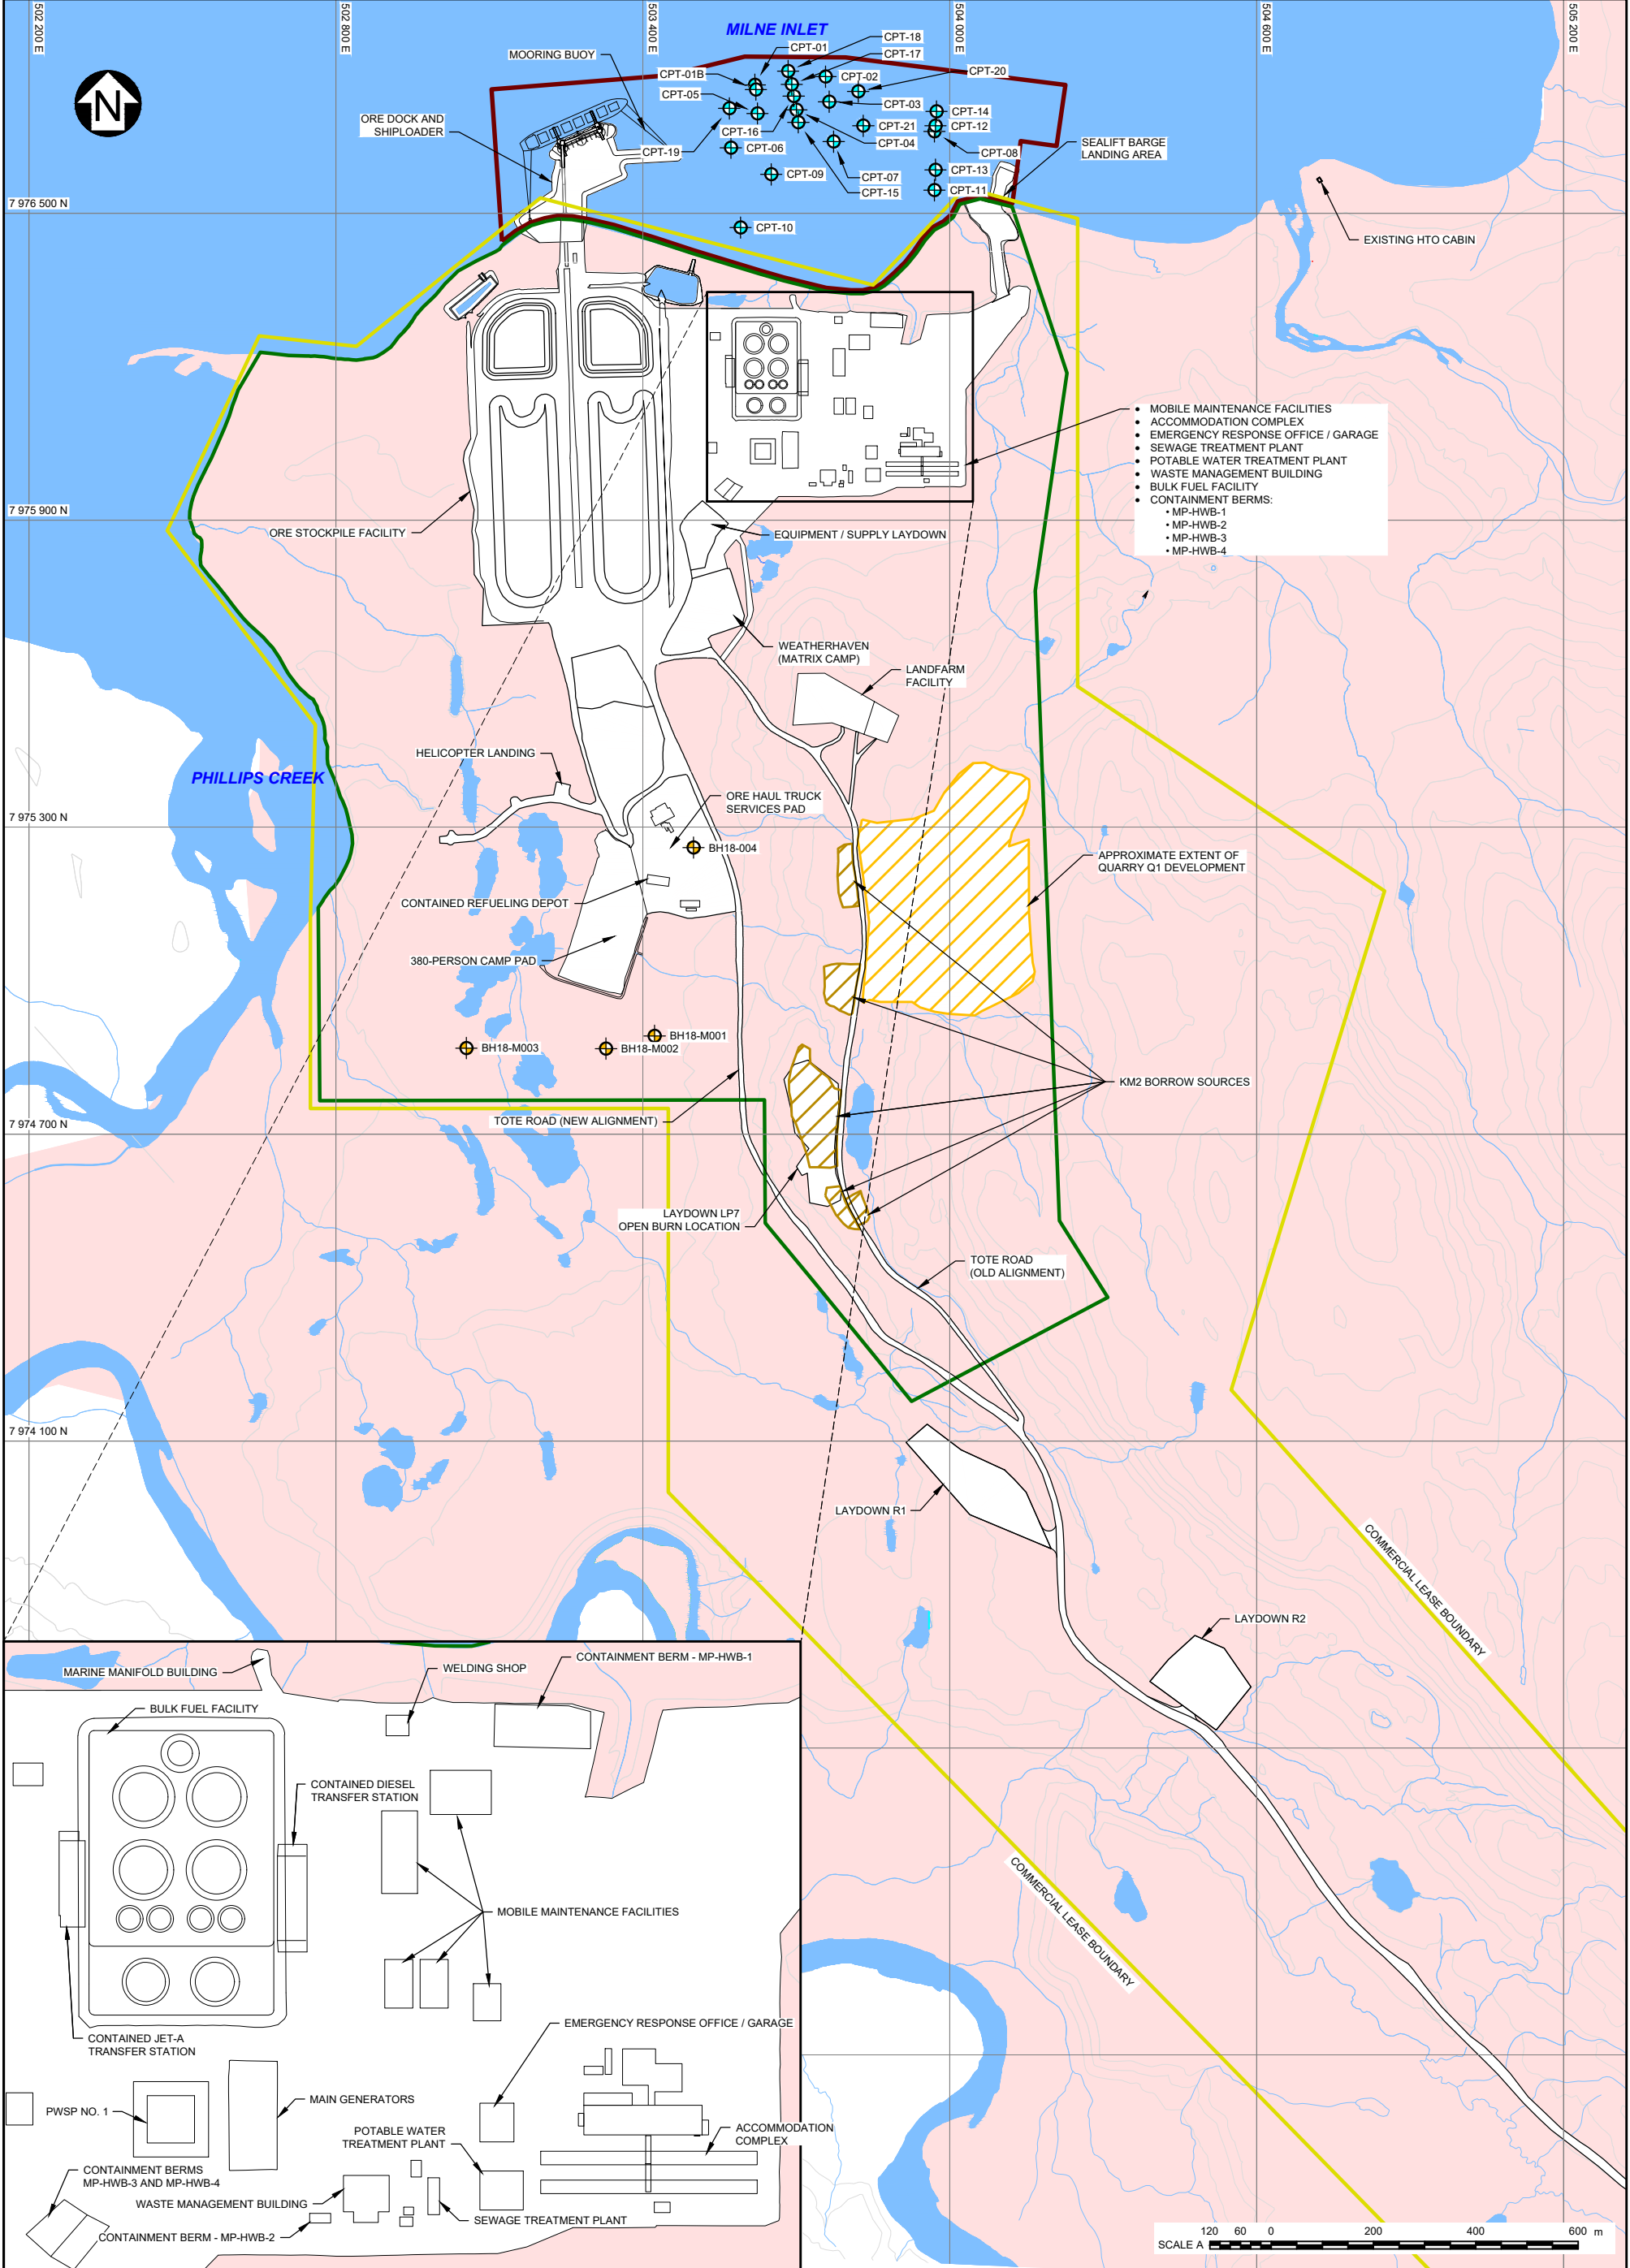 502 200 E
502 800 E
503 400 E
504 000 E
504 600 E
505 200 E
MILNE INLET
N
MOORING BUOY
CPT-01
CPT-18
CPT-17
CPT-01B
CPT-02
CPT-20
CPT-05
CPT-03
CPT-14
ORE DOCK AND
SHIPLOADER
CPT-16
CPT-21
CPT-12
CPT-04
CPT-19
CPT-06
CPT-08
SEALIFT BARGE
LANDING AREA
CPT-09
CPT-07
CPT-13
CPT-15
CPT-11
7 976 500 N
CPT-10
EXISTING HTO CABIN
• MOBILE MAINTENANCE FACILITIES
• ACCOMMODATION COMPLEX
• EMERGENCY RESPONSE OFFICE / GARAGE
• SEWAGE TREATMENT PLANT
• POTABLE WATER TREATMENT PLANT
• WASTE MANAGEMENT BUILDING
• BULK FUEL FACILITY
• CONTAINMENT BERMS:
• MP-HWB-1
• MP-HWB-2
• MP-HWB-3
• MP-HWB-4
7 975 900 N
ORE STOCKPILE FACILITY
EQUIPMENT / SUPPLY LAYDOWN
WEATHERHAVEN
(MATRIX CAMP)
LANDFARM
FACILITY
HELICOPTER LANDING
PHILLIPS CREEK
ORE HAUL TRUCK
SERVICES PAD
7 975 300 N
BH18-004
APPROXIMATE EXTENT OF
QUARRY Q1 DEVELOPMENT
CONTAINED REFUELING DEPOT
380-PERSON CAMP PAD
BH18-M001
BH18-M003
BH18-M002
KM2 BORROW SOURCES
TOTE ROAD (NEW ALIGNMENT)
7 974 700 N
LAYDOWN LP7
OPEN BURN LOCATION
TOTE ROAD
(OLD ALIGNMENT)
7 974 100 N
LAYDOWN R1
COMMERCIAL LEASE BOUNDARY
LAYDOWN R2
COMMERCIAL LEASE BOUNDARY
MARINE MANIFOLD BUILDING
WELDING SHOP
CONTAINMENT BERM - MP-HWB-1
BULK FUEL FACILITY
CONTAINED DIESEL
TRANSFER STATION
MOBILE MAINTENANCE FACILITIES
CONTAINED JET-A
TRANSFER STATION
EMERGENCY RESPONSE OFFICE / GARAGE
MAIN GENERATORS
PWSP NO. 1
POTABLE WATER
TREATMENT PLANT
ACCOMMODATION
COMPLEX
CONTAINMENT BERMS
MP-HWB-3 AND MP-HWB-4
WASTE MANAGEMENT BUILDING
SEWAGE TREATMENT PLANT
CONTAINMENT BERM - MP-HWB-2
120 60 0 200 400 600 m
SCALE A